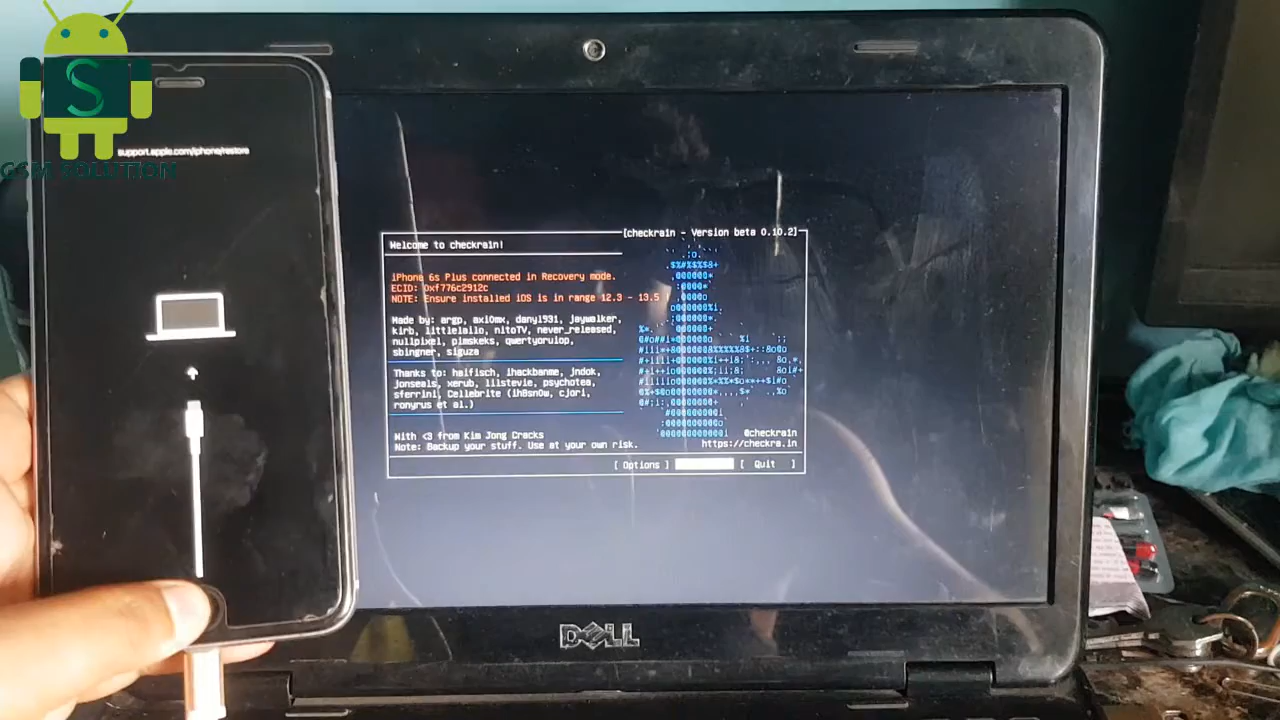 S
GSM SOLUTION
support.apple.com/iphone/restore
[checkrain - Version beta 0.10.2]
Welcome to checkrain!
iPhone 6s Plus connected in Recovery mode.
ECID: 0xf776c2912c
NOTE: Ensure installed iOS is in range 12.3 - 13.5
Made by: argp, axi0mx, danyl931, jaywalker,
kirb, littlelailo, nitoTV, never_released,
nullpixel, pimskeks, qwertyoruiop,
sbingner, siguza
Thanks to: haifisch, ihackbanme, jndok,
jonseals, xerub, lilstevie, psychotea,
sferrini, Cellebrite (ih8sn0w, cjori,
ronyrus et al.)
With <3 from Kim Jong Cracks
Note: Backup your stuff. Use at your own risk.
@checkrain
https://checkra.in
[ Options ] [ Quit ]
DELL